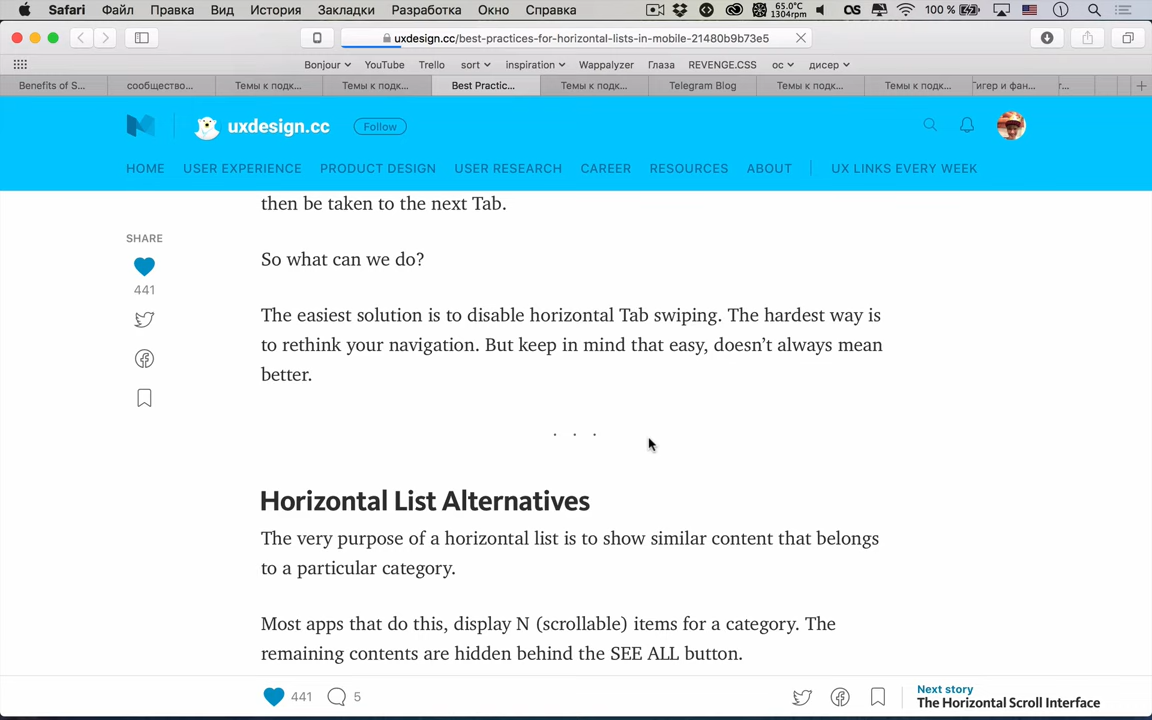 Safari Файл Правка Вид История Закладки Разработка Окно Справка
65.0°C
1304rpm
100 %
uxdesign.cc/best-practices-for-horizontal-lists-in-mobile-21480b9b73e5
Bonjour YouTube Trello sort inspiration Wappalyzer Глаза REVENGE.CSS ос дисер
Benefits of S... сообщество... Темы к подк... Темы к подк... Best Practic... Темы к подк... Telegram Blog Темы к подк... Темы к подк... Гигер и фан...
uxdesign.cc Follow
HOME USER EXPERIENCE PRODUCT DESIGN USER RESEARCH CAREER RESOURCES ABOUT UX LINKS EVERY WEEK
then be taken to the next Tab.
SHARE
441
So what can we do?
The easiest solution is to disable horizontal Tab swiping. The hardest way is
to rethink your navigation. But keep in mind that easy, doesn’t always mean
better.
. . .
Horizontal List Alternatives
The very purpose of a horizontal list is to show similar content that belongs
to a particular category.
Most apps that do this, display N (scrollable) items for a category. The
remaining contents are hidden behind the SEE ALL button.
441 5
Next story
The Horizontal Scroll Interface